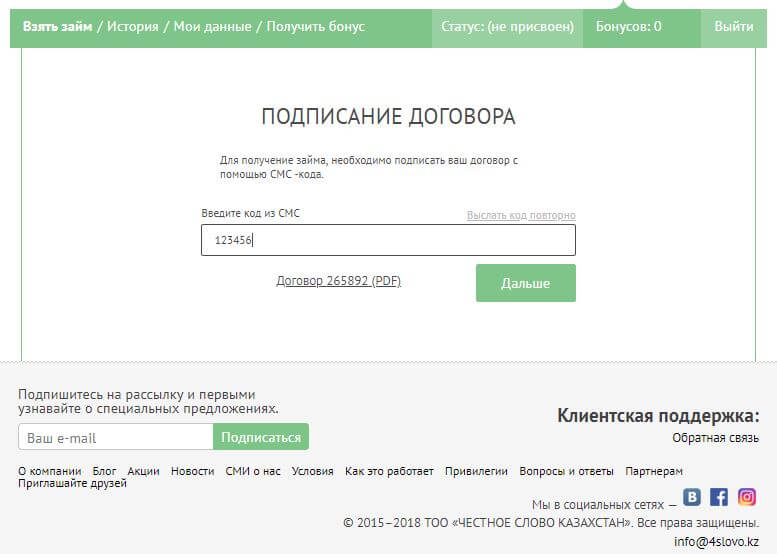 Взять займ / История / Мои данные / Получить бонус Статус: (не присвоен) Бонусов: 0 Выйти
ПОДПИСАНИЕ ДОГОВОРА
Для получение займа, необходимо подписать ваш договор с
помощью СМС -кода.
Введите код из СМС Выслать код повторно
123456
Договор 265892 (PDF) Дальше
Подпишитесь на рассылку и первыми
узнавайте о специальных предложениях.
Ваш e-mail Подписаться
Клиентская поддержка:
Обратная связь
О компании Блог Акции Новости СМИ о нас Условия Как это работает Привилегии Вопросы и ответы Партнерам
Приглашайте друзей
Мы в социальных сетях —
© 2015–2018 ТОО «ЧЕСТНОЕ СЛОВО КАЗАХСТАН». Все права защищены.
info@4slovo.kz